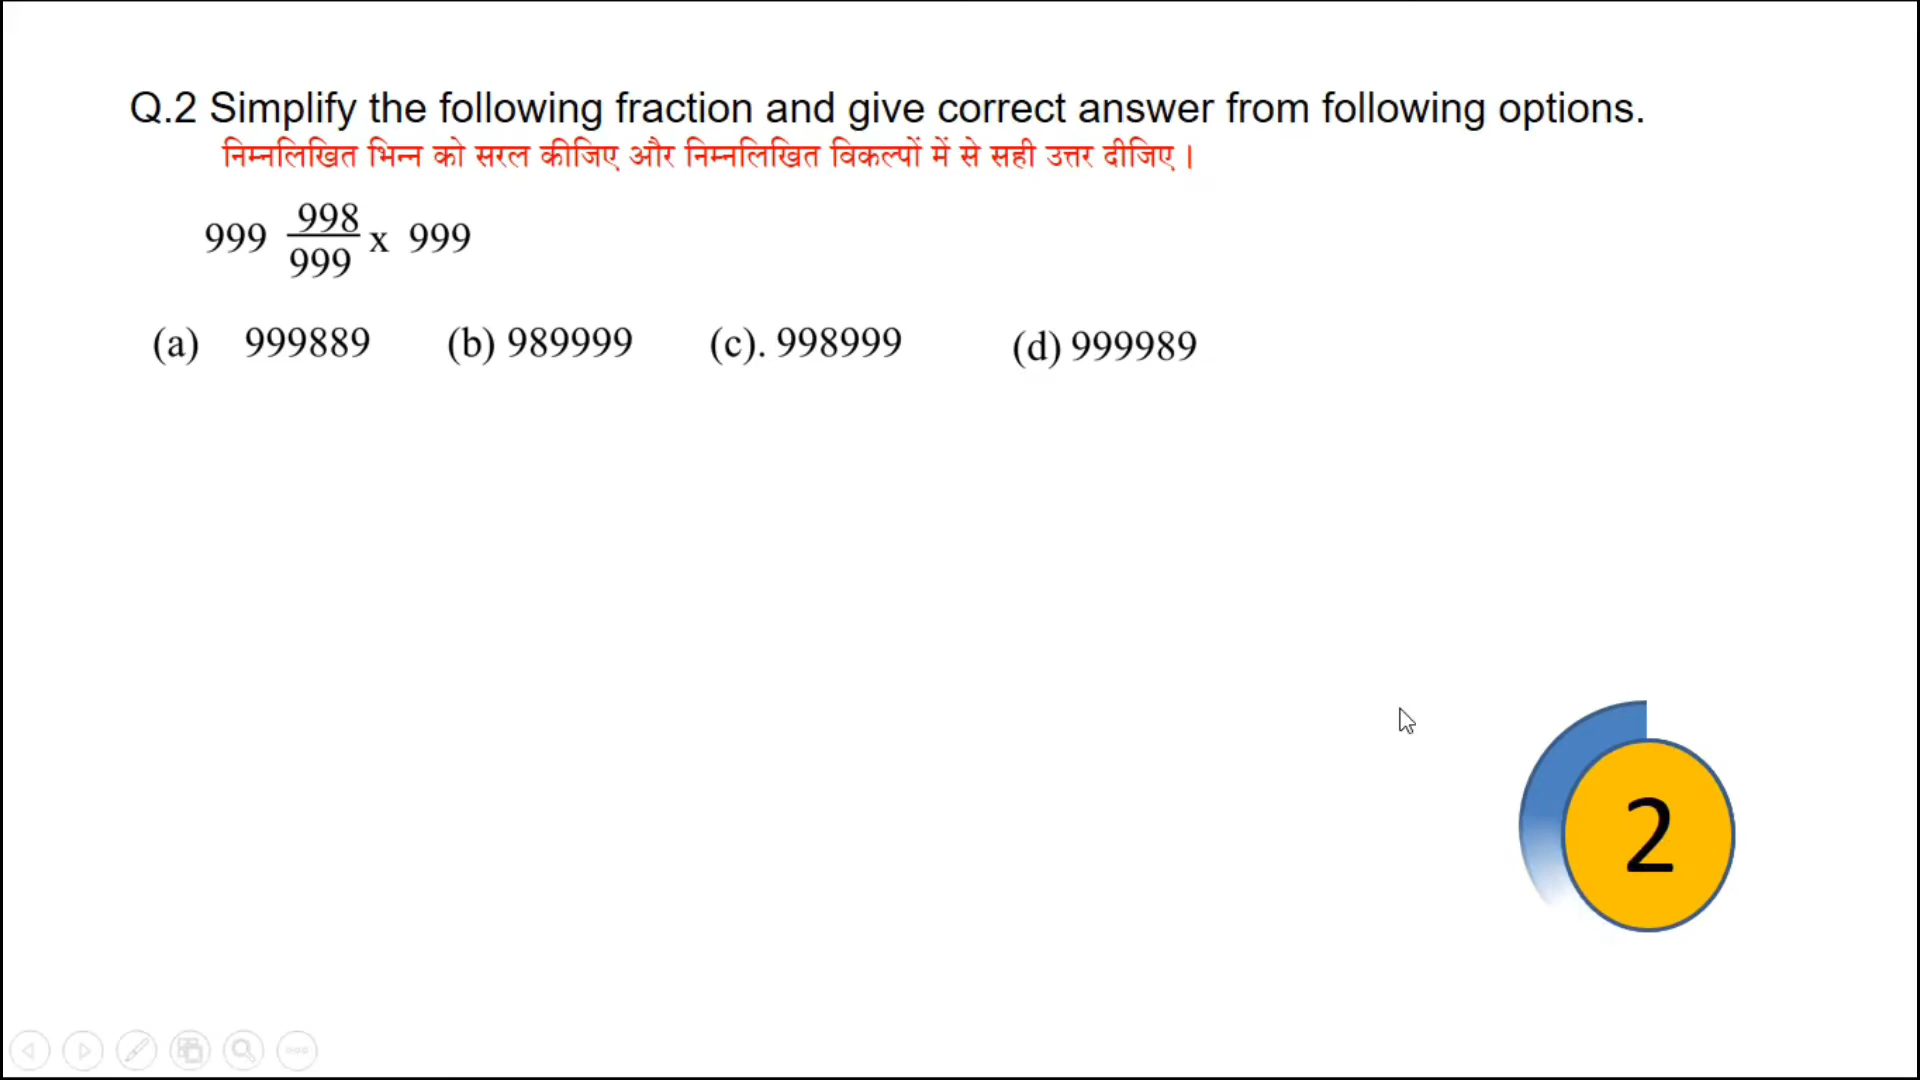 Q.2 Simplify the following fraction and give correct answer from following options.
निम्नलिखित भिन्न को सरल कीजिए और निम्नलिखित विकल्पों में से सही उत्तर दीजिए ।
999 998/999 x 999
(a) 999889 (b) 989999 (c). 998999 (d) 999989
2